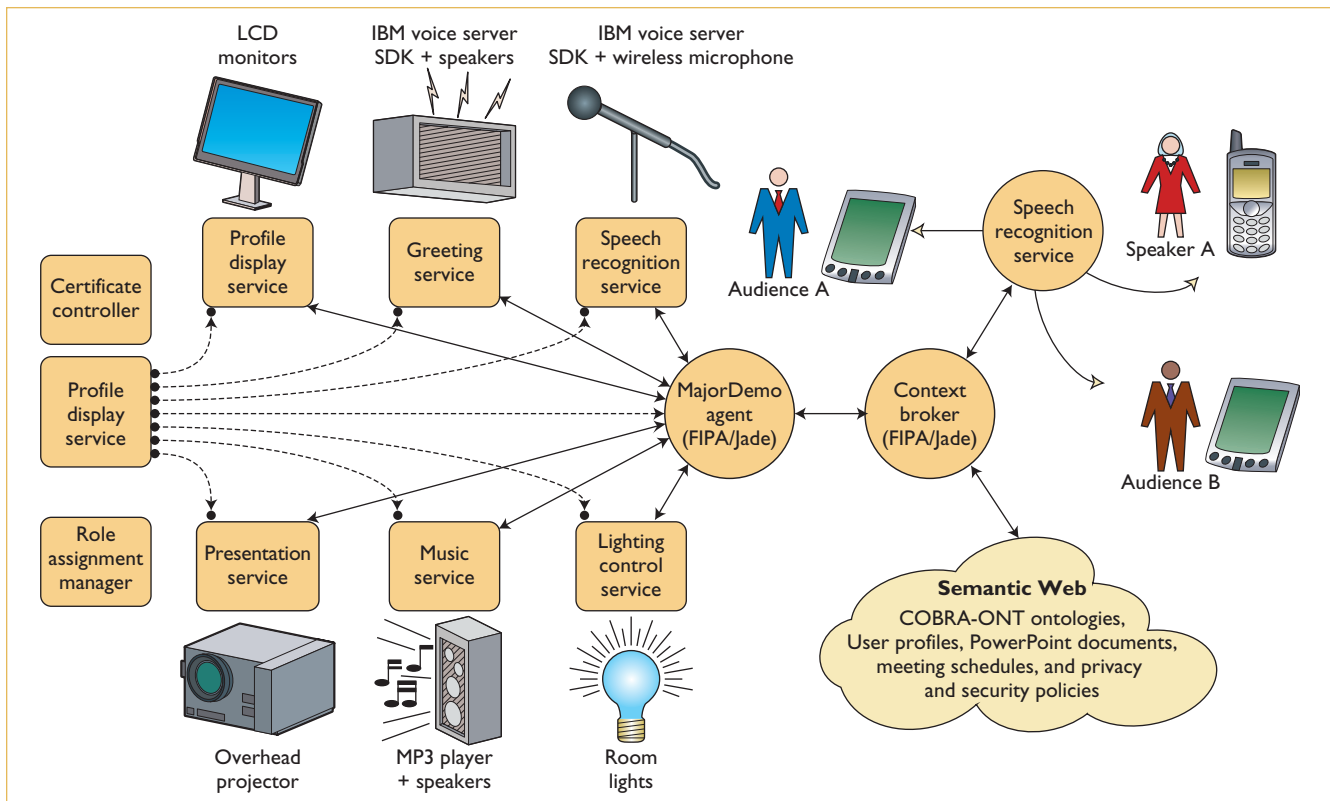 LCD
monitors
IBM voice server
SDK + speakers
IBM voice server
SDK + wireless microphone
Profile
display
service
Greeting
service
Speech
recognition
service
Certificate
controller
Profile
display
service
Role
assignment
manager
Presentation
service
Music
service
Lighting
control
service
Overhead
projector
MP3 player
+ speakers
Room
lights
MajorDemo
agent
(FIPA/Jade)
Context
broker
(FIPA/Jade)
Audience A
Speech
recognition
service
Speaker A
Audience B
Semantic Web
COBRA-ONT ontologies,
User profiles, PowerPoint documents,
meeting schedules, and privacy
and security policies